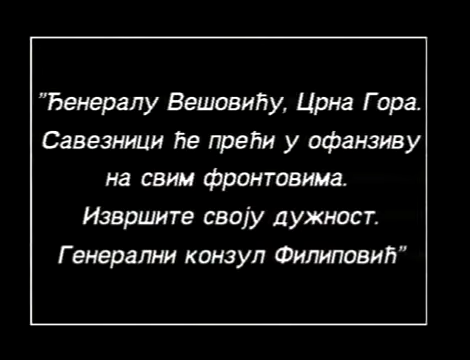 "Ђенералу Вешовићу, Црна Гора.
Савезници ће прећи у офанзиву
на свим фронтовима.
Извршите своју дужност.
Генерални конзул Филиповић"